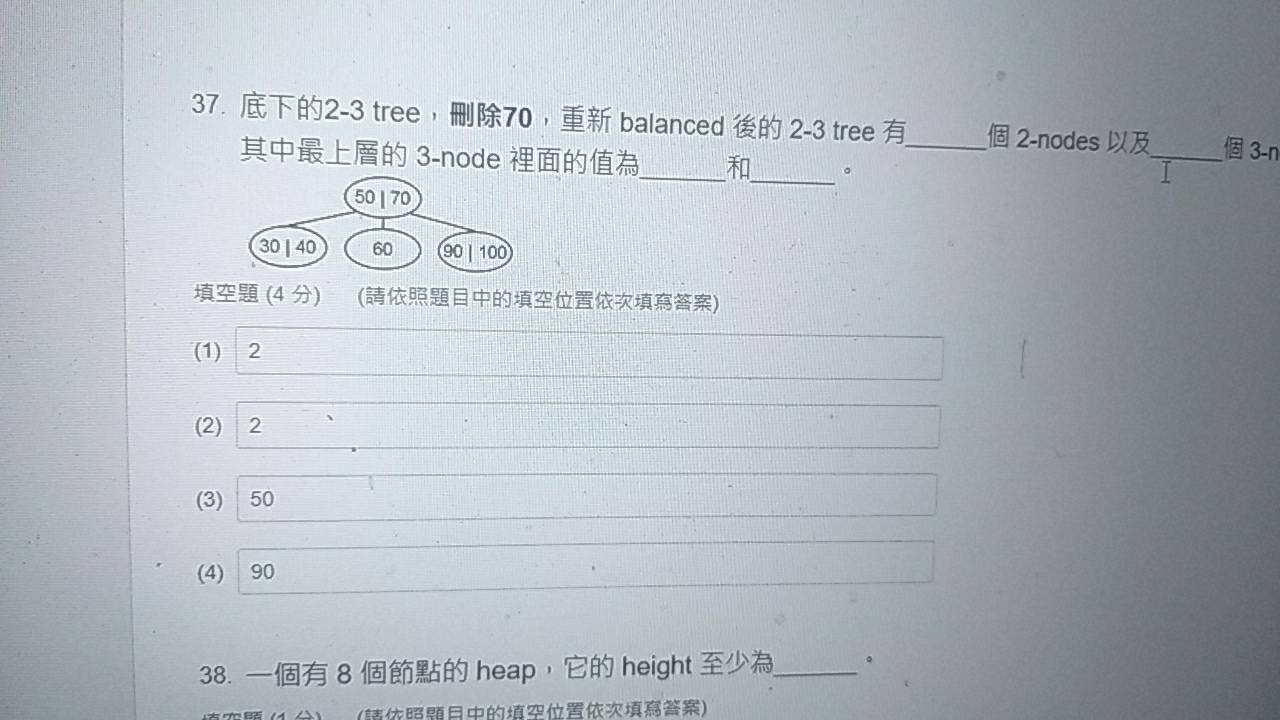 37. 底下的2-3 tree，刪除70，重新 balanced 後的 2-3 tree 有______個 2-nodes 以及______個 3-n
其中最上層的 3-node 裡面的值為______和______。
50 | 70
30 | 40 60 90 | 100
填空題 (4 分) (請依照題目中的填空位置依次填寫答案)
(1) 2
(2) 2
(3) 50
(4) 90
38. 一個有 8 個節點的 heap，它的 height 至少為______。
填空題 (1 分) (請依照題目中的填空位置依次填寫答案)